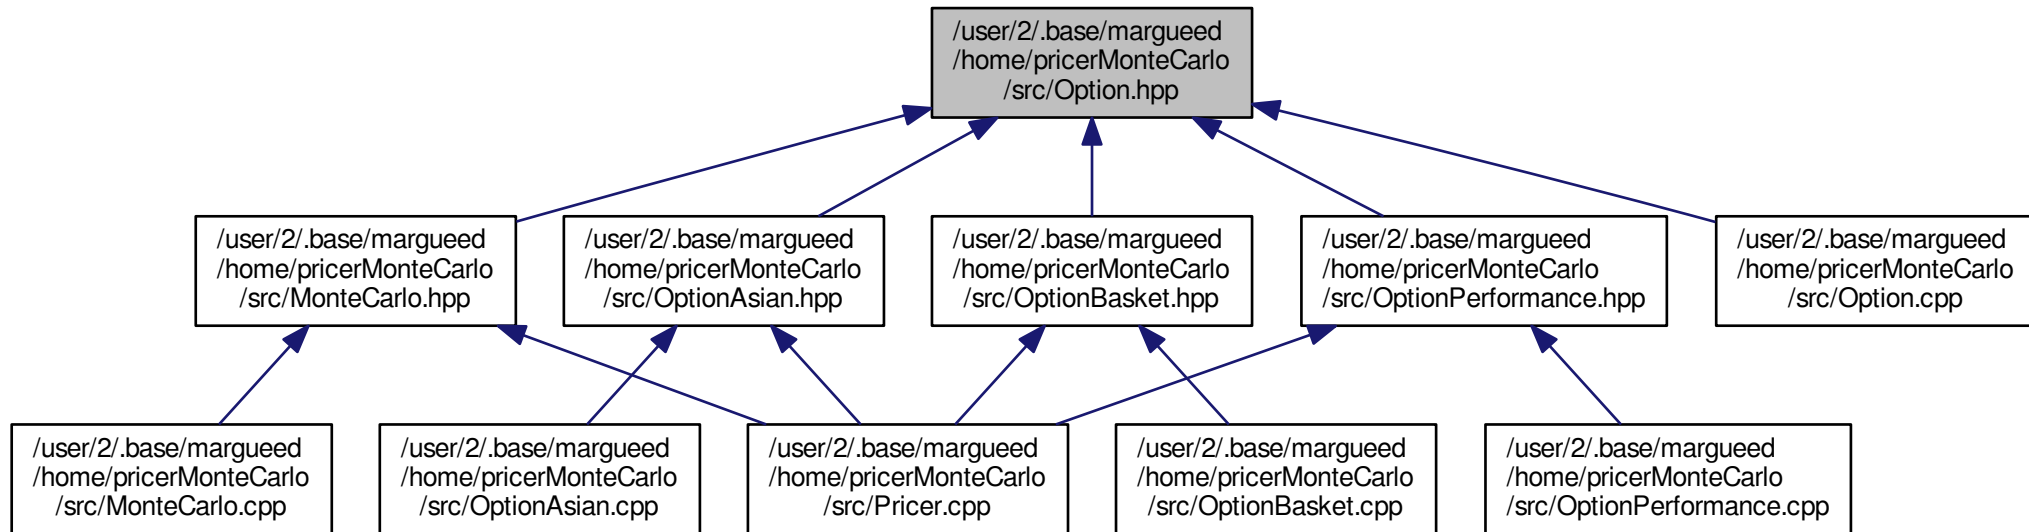 /user/2/.base/margueed
/home/pricerMonteCarlo
/src/Option.hpp
/user/2/.base/margueed
/home/pricerMonteCarlo
/src/MonteCarlo.hpp
/user/2/.base/margueed
/home/pricerMonteCarlo
/src/OptionAsian.hpp
/user/2/.base/margueed
/home/pricerMonteCarlo
/src/OptionBasket.hpp
/user/2/.base/margueed
/home/pricerMonteCarlo
/src/OptionPerformance.hpp
/user/2/.base/margueed
/home/pricerMonteCarlo
/src/Option.cpp
/user/2/.base/margueed
/home/pricerMonteCarlo
/src/MonteCarlo.cpp
/user/2/.base/margueed
/home/pricerMonteCarlo
/src/OptionAsian.cpp
/user/2/.base/margueed
/home/pricerMonteCarlo
/src/Pricer.cpp
/user/2/.base/margueed
/home/pricerMonteCarlo
/src/OptionBasket.cpp
/user/2/.base/margueed
/home/pricerMonteCarlo
/src/OptionPerformance.cpp